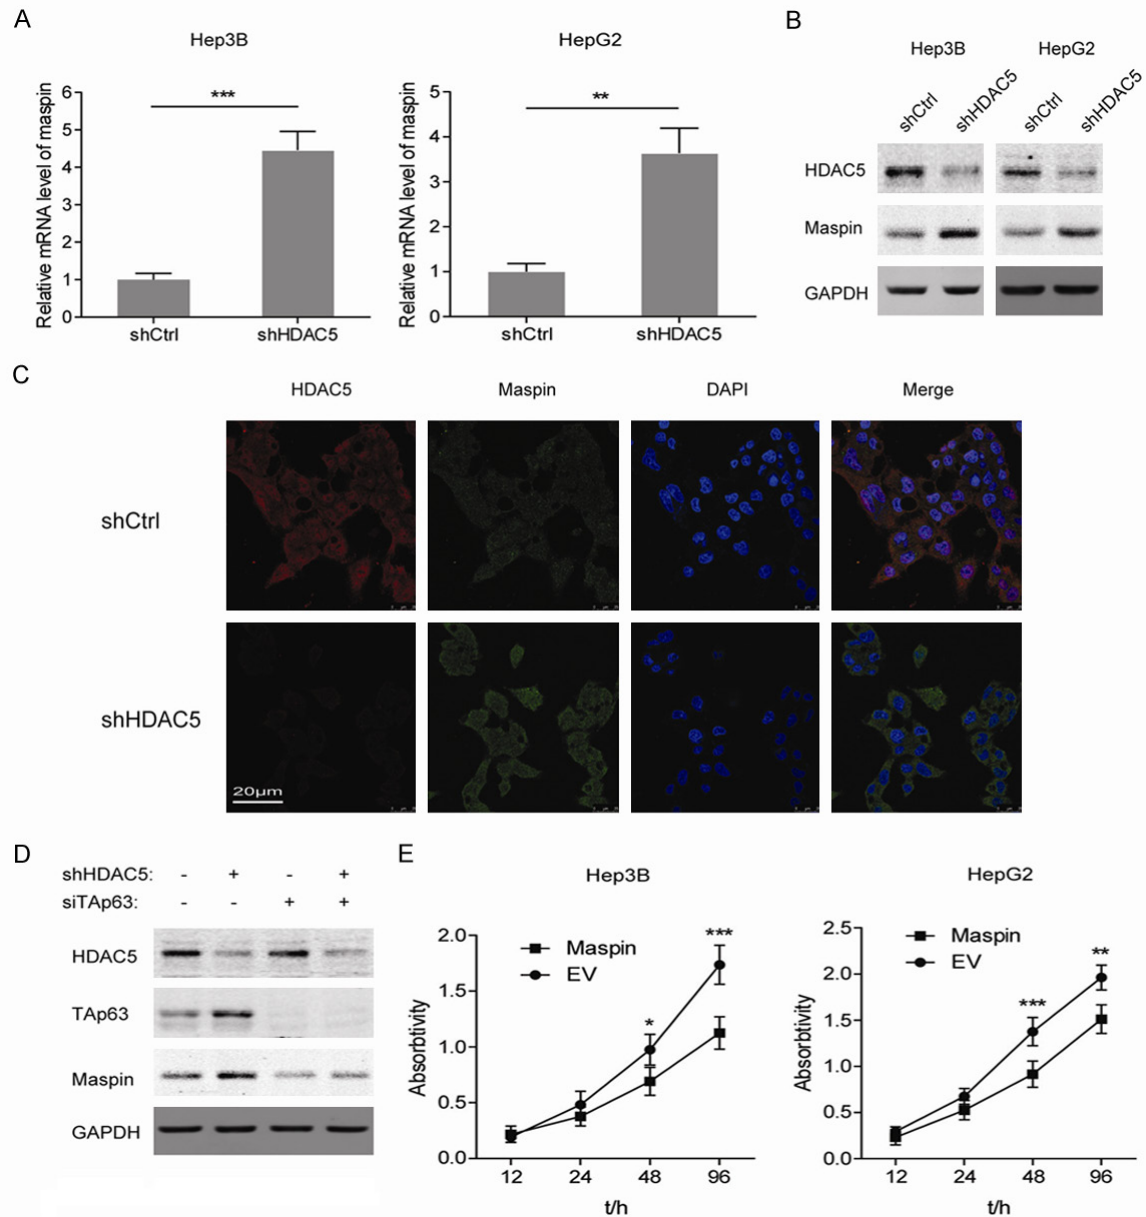 A
Hep3B
Relative mRNA level of maspin
6
5
4
3
2
1
0
***
shCtrl
shHDAC5
HepG2
Relative mRNA level of maspin
5
4
3
2
1
0
**
shCtrl
shHDAC5
B
Hep3B HepG2
shCtrl shHDAC5 shCtrl shHDAC5
HDAC5
Maspin
GAPDH
C
HDAC5 Maspin DAPI Merge
shCtrl
shHDAC5
20µm
D
shHDAC5: - + - +
siTAp63: - - + +
HDAC5
TAp63
Maspin
GAPDH
E
Hep3B
Absorbtivity
2.0
1.5
1.0
0.5
0.0
Maspin
EV
*
***
12 24 48 96
t/h
HepG2
Absorbtivity
2.5
2.0
1.5
1.0
0.5
0.0
Maspin
EV
***
**
12 24 48 96
t/h